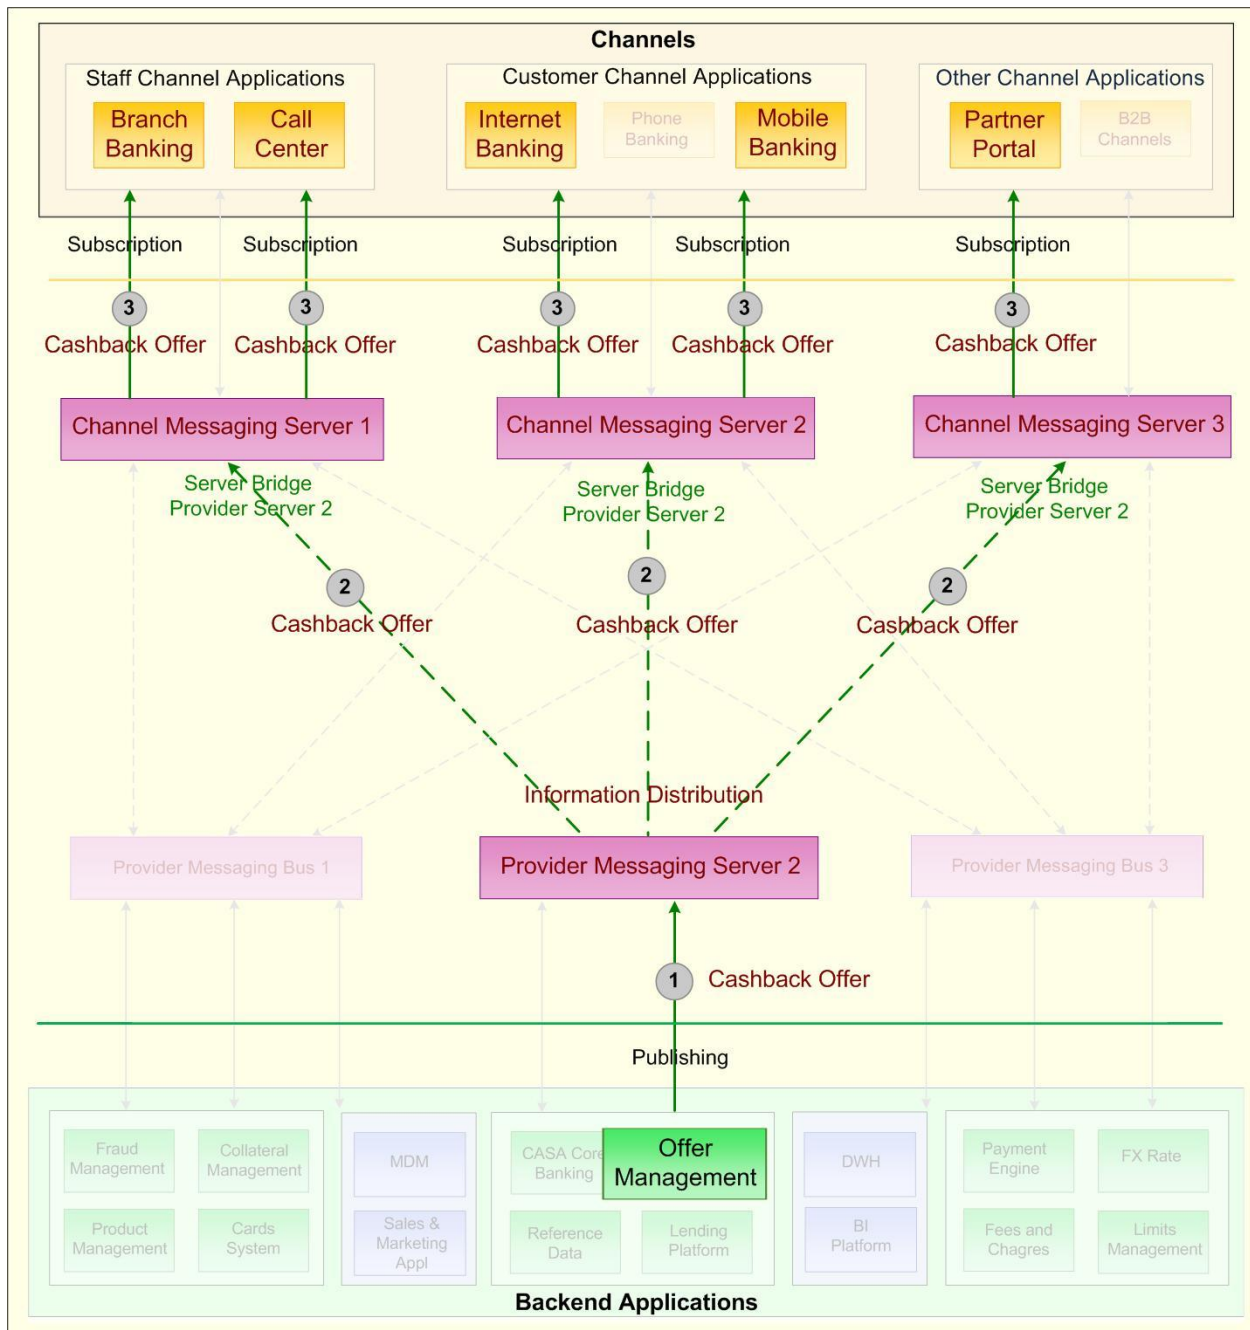 Channels
Staff Channel Applications
Customer Channel Applications
Other Channel Applications
Branch
Banking
Call
Center
Internet
Banking
Phone
Banking
Mobile
Banking
Partner
Portal
B2B
Channels
Subscription
Subscription
Subscription
Subscription
Subscription
3
3
3
3
3
Cashback Offer
Cashback Offer
Cashback Offer
Cashback Offer
Cashback Offer
Channel Messaging Server 1
Channel Messaging Server 2
Channel Messaging Server 3
Server Bridge
Provider Server 2
Server Bridge
Provider Server 2
Server Bridge
Provider Server 2
2
2
2
Cashback Offer
Cashback Offer
Cashback Offer
Information Distribution
Provider Messaging Bus 1
Provider Messaging Server 2
Provider Messaging Bus 3
1
Cashback Offer
Publishing
Fraud
Management
Collateral
Management
Product
Management
Cards
System
MDM
Sales &
Marketing
Appl
CASA Core
Banking
Offer
Management
Reference
Data
Lending
Platform
DWH
BI
Platform
Payment
Engine
FX Rate
Fees and
Chagres
Limits
Management
Backend Applications